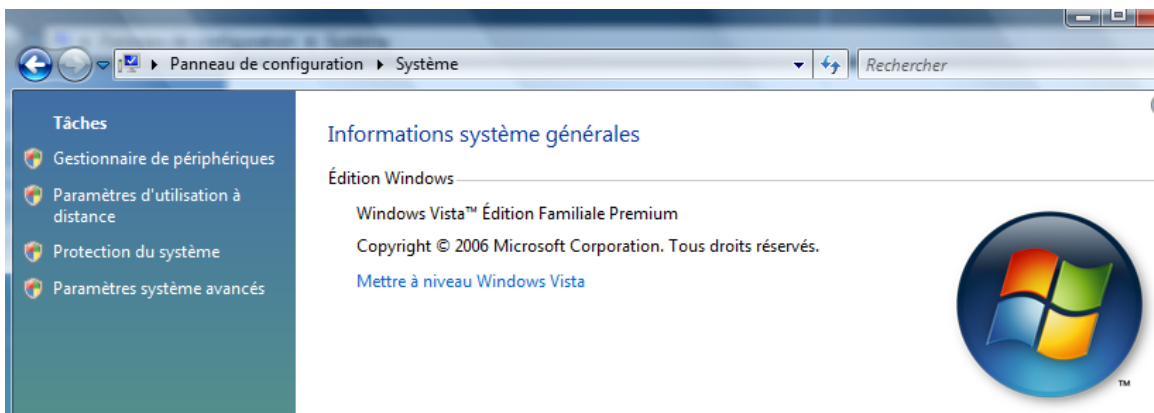 Panneau de configuration Système
Rechercher
Tâches
Gestionnaire de périphériques
Paramètres d'utilisation à
distance
Protection du système
Paramètres système avancés
Informations système générales
Édition Windows
Windows Vista™ Édition Familiale Premium
Copyright © 2006 Microsoft Corporation. Tous droits réservés.
Mettre à niveau Windows Vista
TM